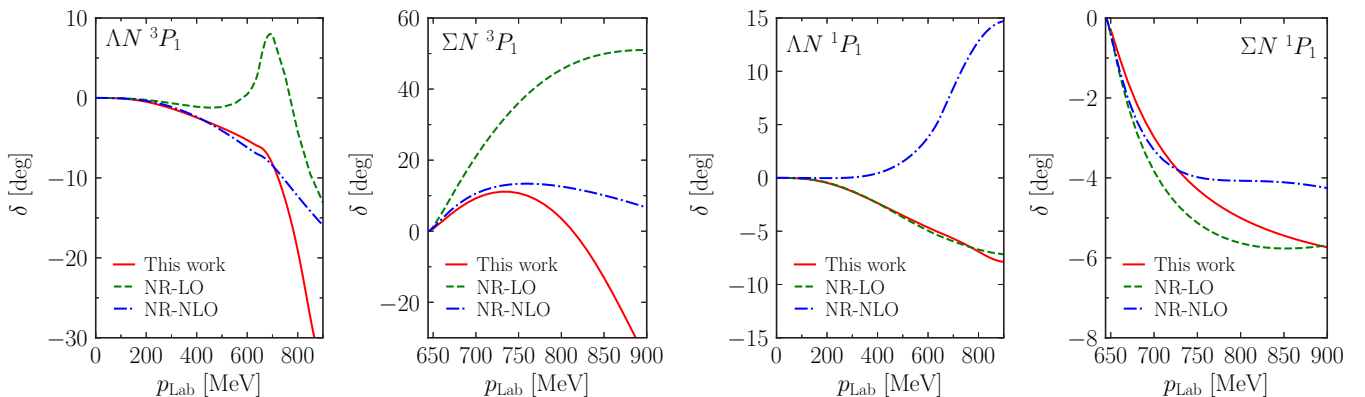 ΛN ³P₁
10
0
−10
−20
−30
δ [deg]
This work
NR-LO
NR-NLO
0 200 400 600 800
p_Lab [MeV]
ΣN ³P₁
60
40
20
0
−20
δ [deg]
This work
NR-LO
NR-NLO
650 700 750 800 850 900
p_Lab [MeV]
ΛN ¹P₁
15
10
5
0
−5
−10
−15
δ [deg]
This work
NR-LO
NR-NLO
0 200 400 600 800
p_Lab [MeV]
ΣN ¹P₁
0
−2
−4
−6
−8
δ [deg]
This work
NR-LO
NR-NLO
650 700 750 800 850 900
p_Lab [MeV]